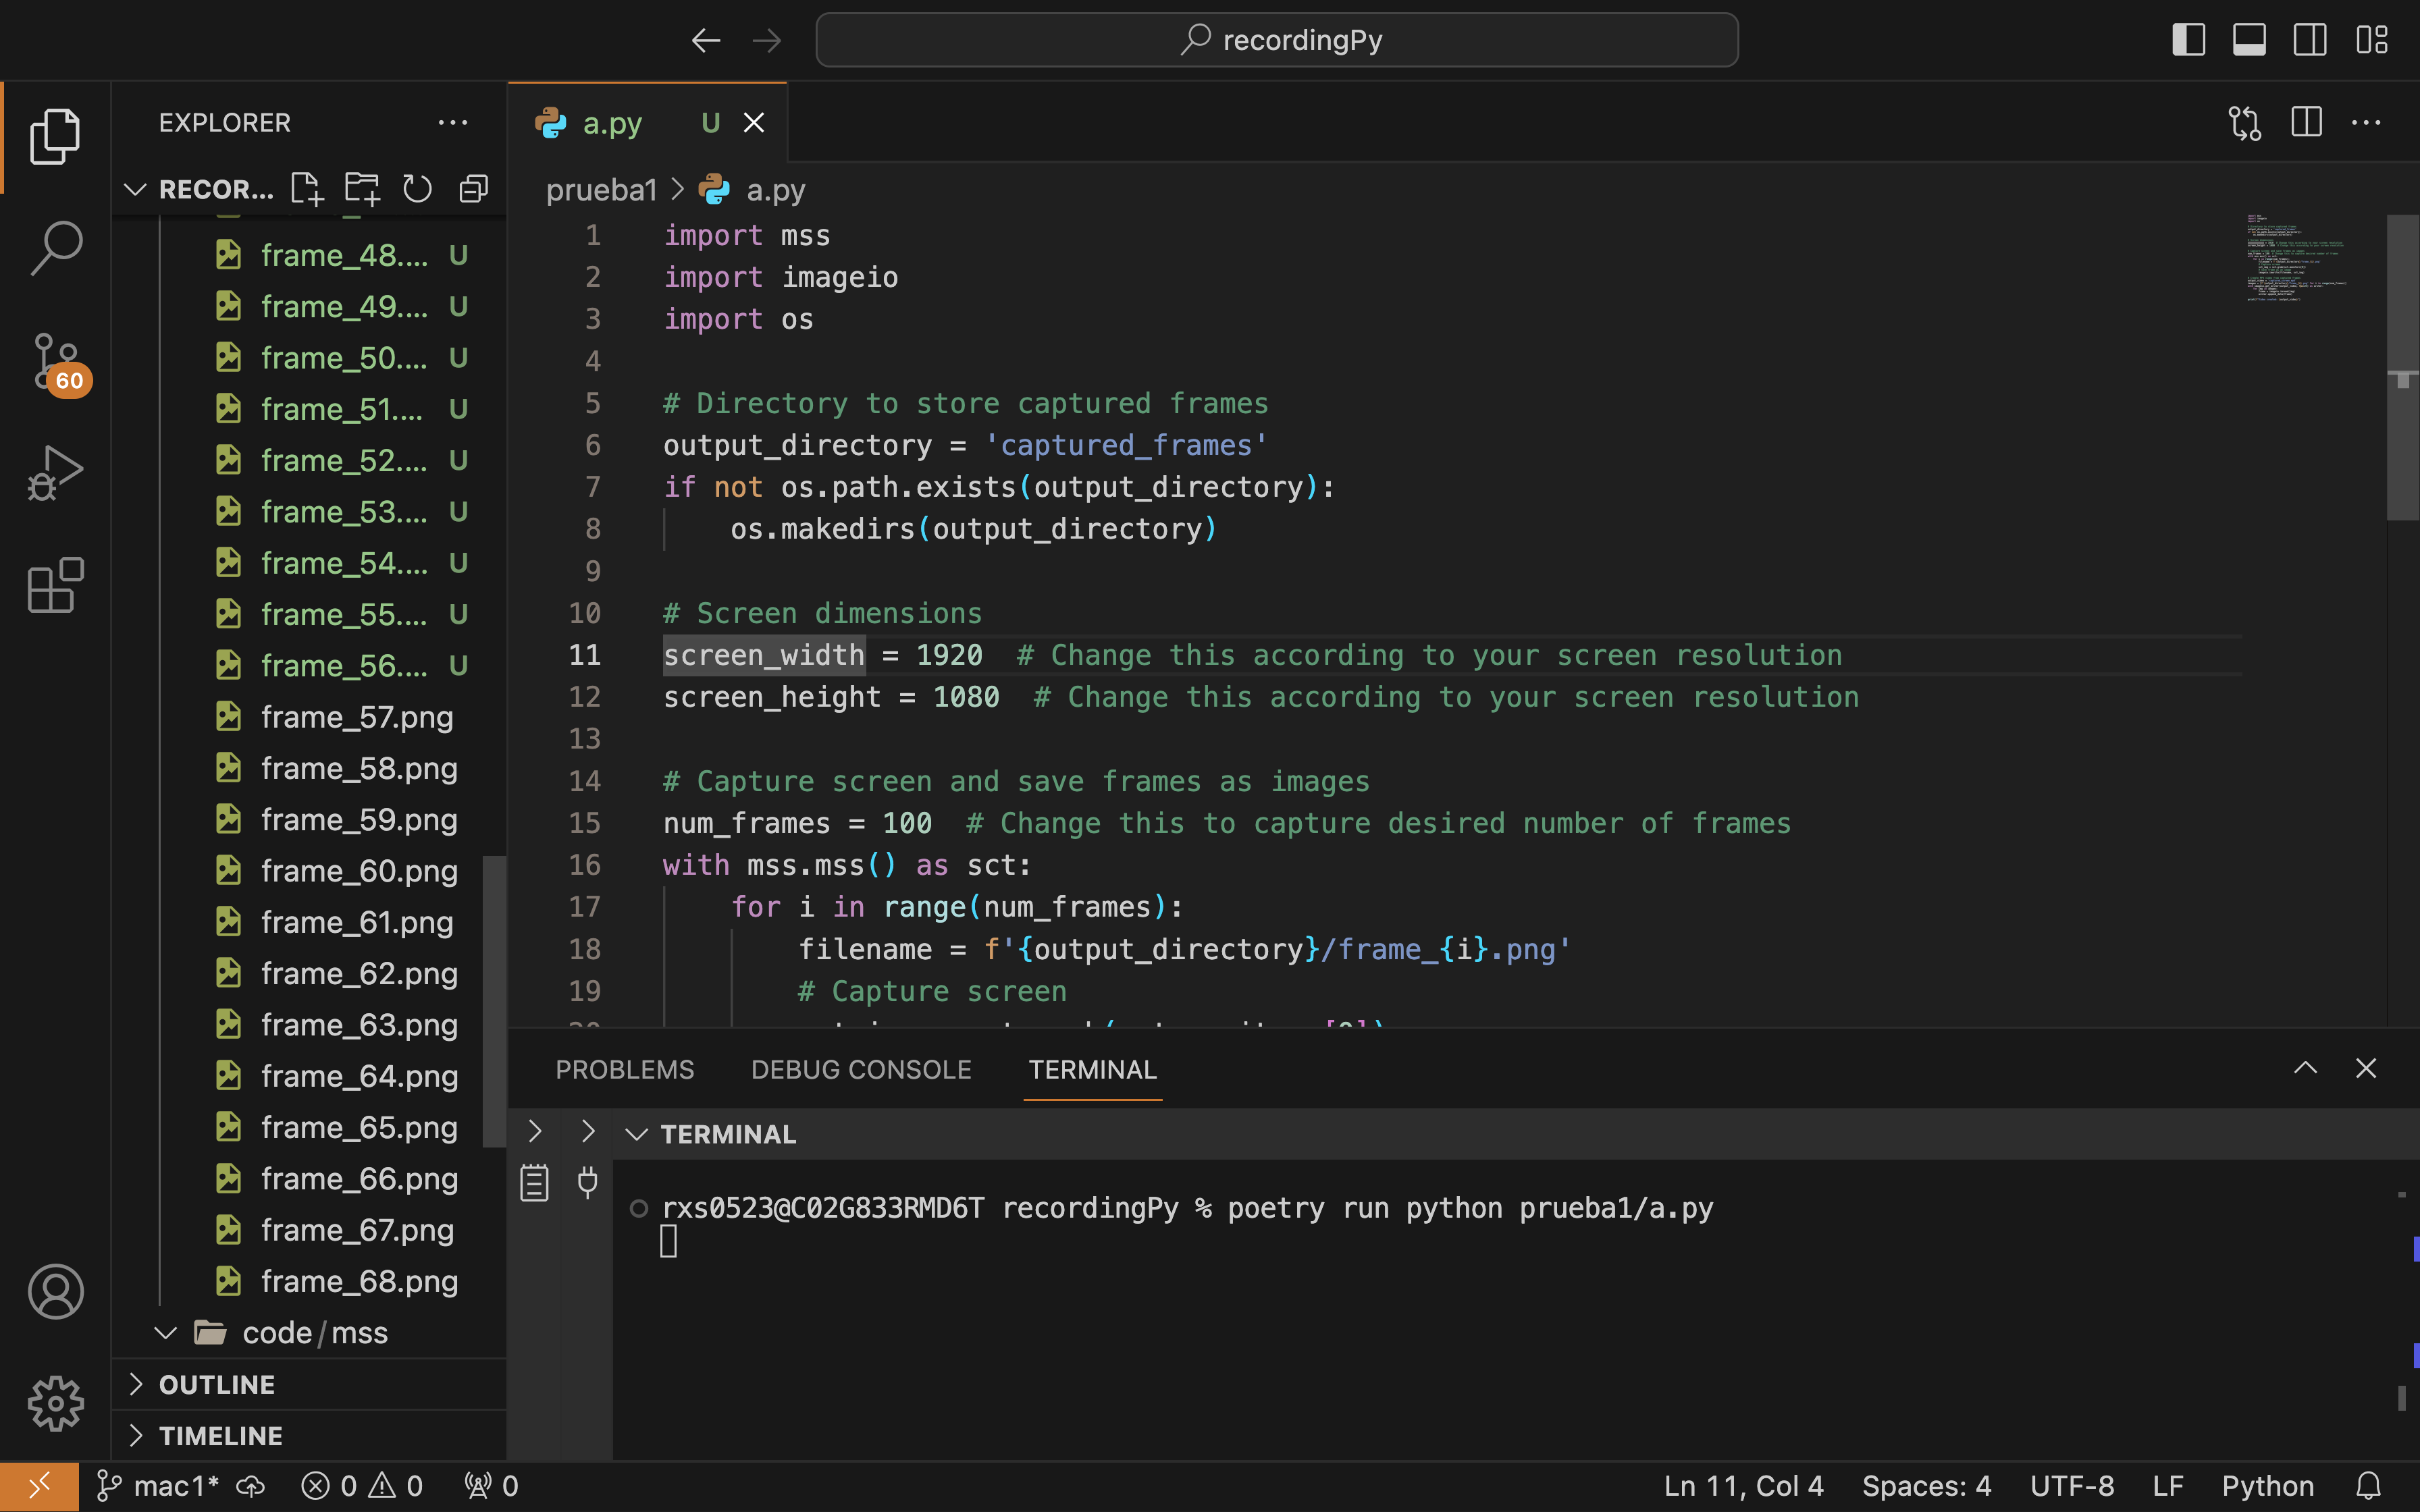 recordingPy
EXPLORER
RECOR...
frame_48.... U
frame_49.... U
frame_50.... U
frame_51.... U
frame_52.... U
frame_53.... U
frame_54.... U
frame_55.... U
frame_56.... U
frame_57.png
frame_58.png
frame_59.png
frame_60.png
frame_61.png
frame_62.png
frame_63.png
frame_64.png
frame_65.png
frame_66.png
frame_67.png
frame_68.png
code/mss
OUTLINE
TIMELINE
60
a.py U
prueba1 > a.py
1 import mss
2 import imageio
3 import os
4
5 # Directory to store captured frames
6 output_directory = 'captured_frames'
7 if not os.path.exists(output_directory):
8     os.makedirs(output_directory)
9
10 # Screen dimensions
11 screen_width = 1920  # Change this according to your screen resolution
12 screen_height = 1080  # Change this according to your screen resolution
13
14 # Capture screen and save frames as images
15 num_frames = 100  # Change this to capture desired number of frames
16 with mss.mss() as sct:
17     for i in range(num_frames):
18         filename = f'{output_directory}/frame_{i}.png'
19         # Capture screen
PROBLEMS DEBUG CONSOLE TERMINAL
TERMINAL
rxs0523@C02G833RMD6T recordingPy % poetry run python prueba1/a.py
mac1* 0 0 0 Ln 11, Col 4 Spaces: 4 UTF-8 LF Python